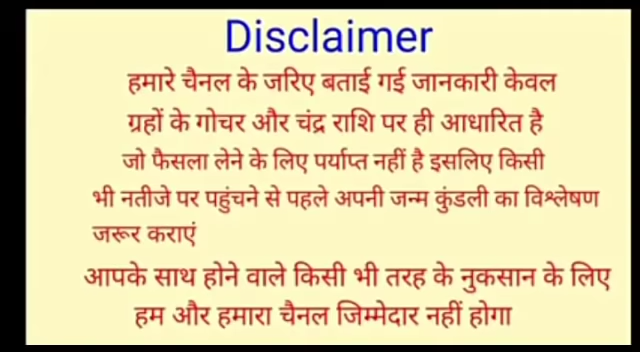 Disclaimer
हमारे चैनल के जरिए बताई गई जानकारी केवल
ग्रहों के गोचर और चंद्र राशि पर ही आधारित है
जो फैसला लेने के लिए पर्याप्त नहीं है इसलिए किसी
भी नतीजे पर पहुंचने से पहले अपनी जन्म कुंडली का विश्लेषण
जरूर कराएं
आपके साथ होने वाले किसी भी तरह के नुकसान के लिए
हम और हमारा चैनल जिम्मेदार नहीं होगा